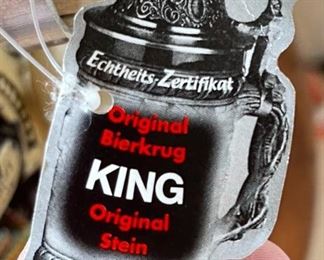 Echtheits-Zertifikat
Original
Bierkrug
KING
Original
Stein